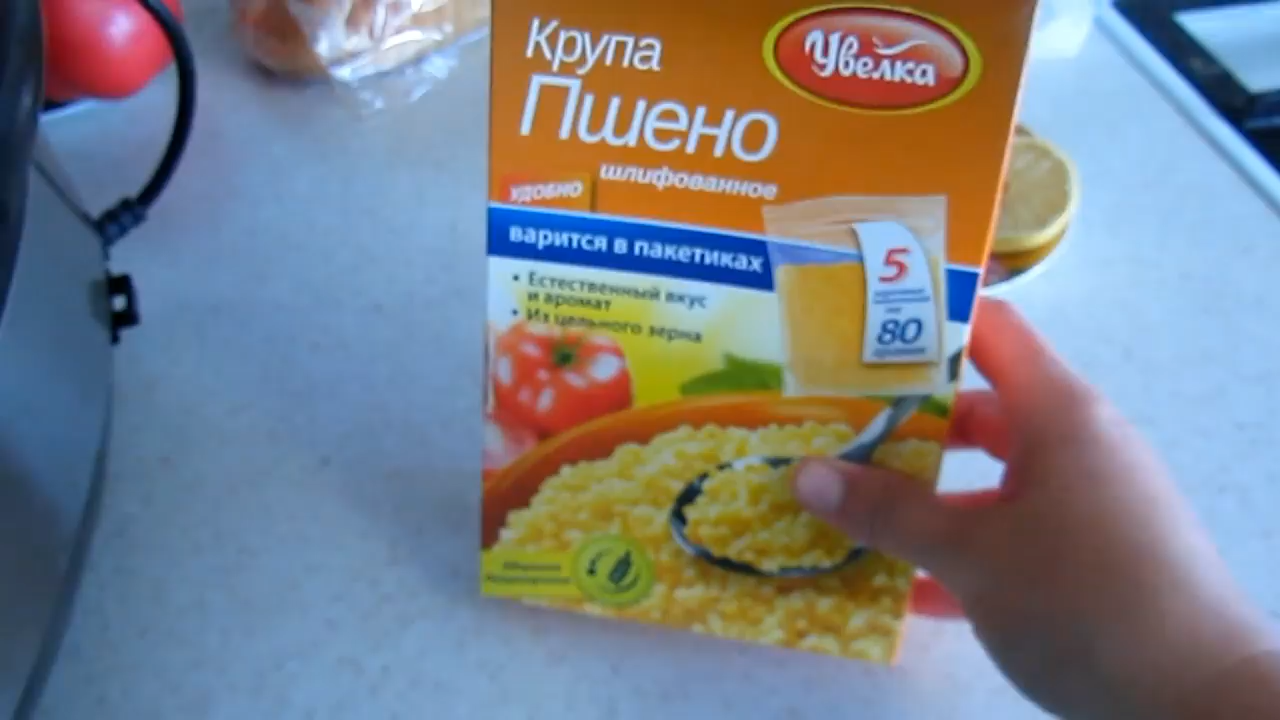 Крупа
Увелка
Пшено
шлифованное
УДОБНО
варится в пакетиках
• Естественный вкус
и аромат
• Из цельного зерна
5
80